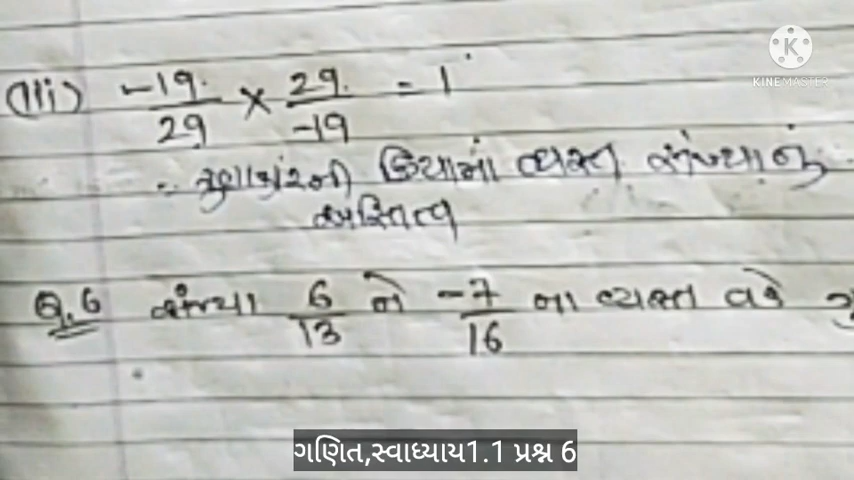 (iii) -19/29 × 29/-19 = 1
KINEMASTER
- ગુણાકારની ક્રિયામાં વ્યસ્ત સંખ્યાનું
અસ્તિત્વ
Q.6 સંખ્યા 6/13 ને -7/16 ના વ્યસ્ત વડે
ગણિત,સ્વાધ્યાય1.1 પ્રશ્ન 6